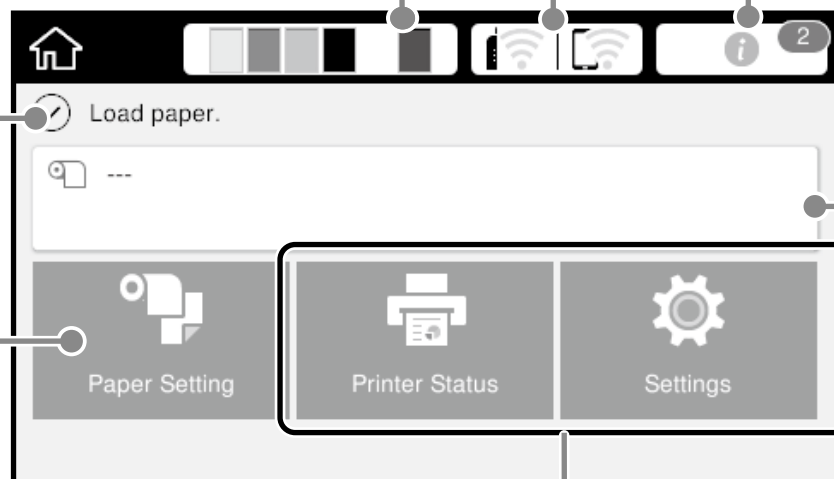 i
2
Load paper.
---
Paper Setting
Printer Status
Settings